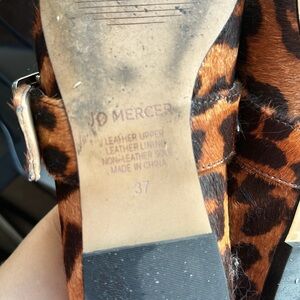 JO MERCER
LEATHER UPPER
LEATHER LINING
NON-LEATHER SOLE
MADE IN CHINA
37